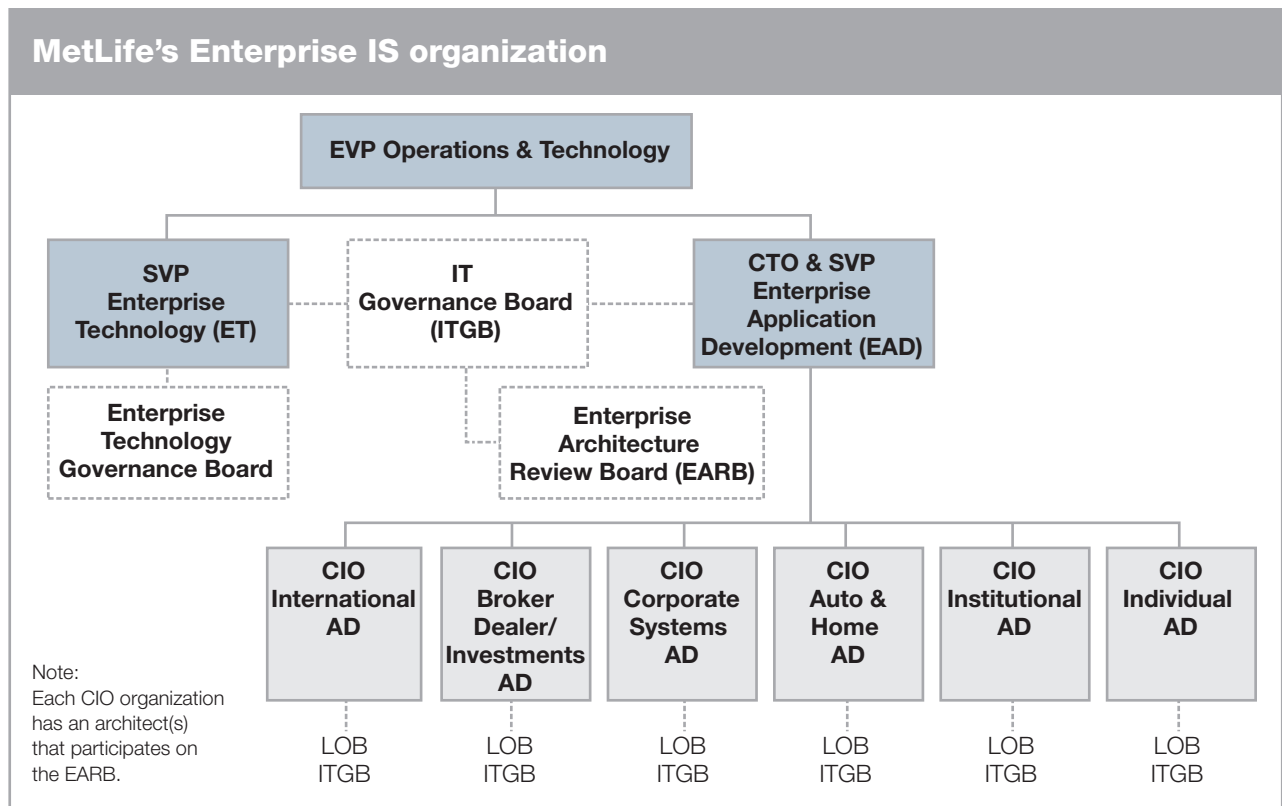 MetLife’s Enterprise IS organization
EVP Operations & Technology
SVP
Enterprise
Technology (ET)
IT
Governance Board
(ITGB)
CTO & SVP
Enterprise
Application
Development (EAD)
Enterprise
Technology
Governance Board
Enterprise
Architecture
Review Board (EARB)
CIO
International
AD
CIO
Broker
Dealer/
Investments
AD
CIO
Corporate
Systems
AD
CIO
Auto &
Home
AD
CIO
Institutional
AD
CIO
Individual
AD
Note:
Each CIO organization
has an architect(s)
that participates on
the EARB.
LOB
ITGB
LOB
ITGB
LOB
ITGB
LOB
ITGB
LOB
ITGB
LOB
ITGB